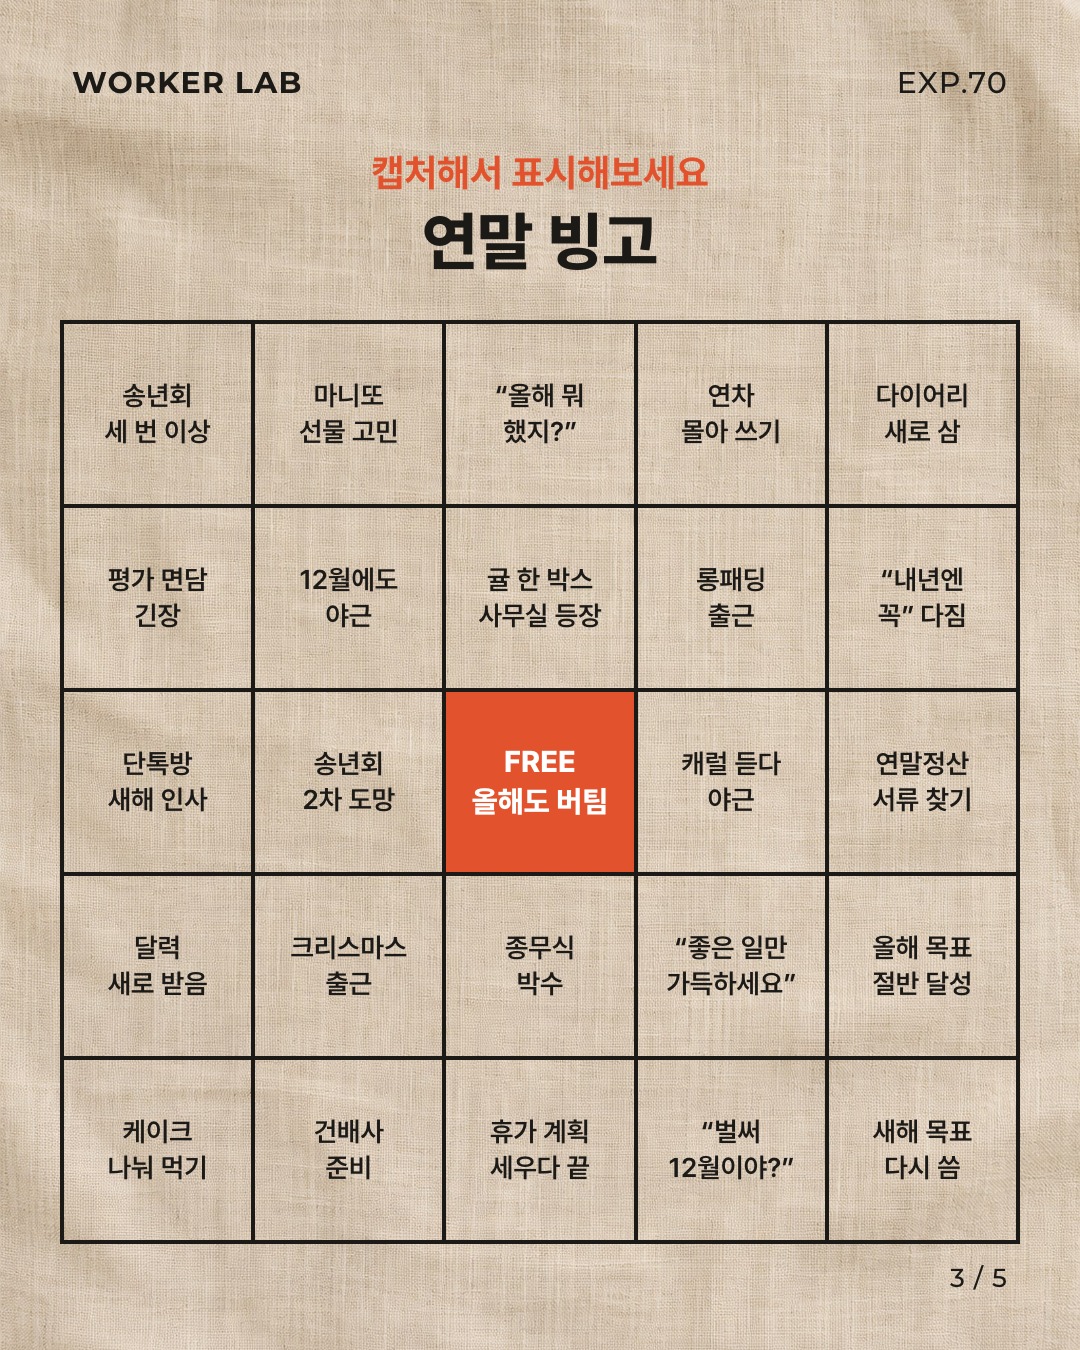 WORKER LAB
EXP.70
캡처해서 표시해보세요
연말 빙고
송년회
세 번 이상
마니또
선물 고민
“올해 뭐
했지?”
연차
몰아 쓰기
다이어리
새로 삼
평가 면담
긴장
12월에도
야근
귤 한 박스
사무실 등장
롱패딩
출근
“내년엔
꼭” 다짐
단톡방
새해 인사
송년회
2차 도망
FREE
올해도 버팀
캐럴 듣다
야근
연말정산
서류 찾기
달력
새로 받음
크리스마스
출근
종무식
박수
“좋은 일만
가득하세요”
올해 목표
절반 달성
케이크
나눠 먹기
건배사
준비
휴가 계획
세우다 끝
“벌써
12월이야?”
새해 목표
다시 씀
3 / 5